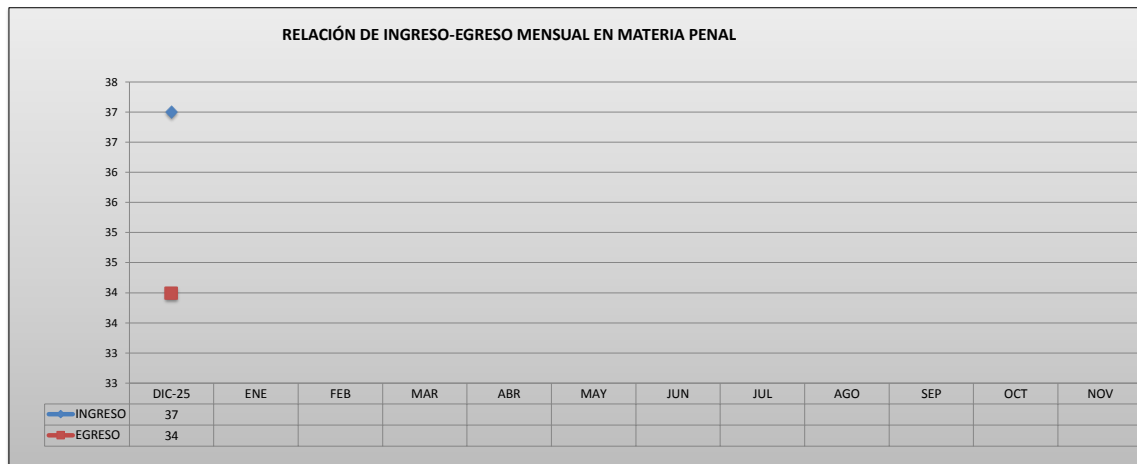 RELACIÓN DE INGRESO-EGRESO MENSUAL EN MATERIA PENAL
38
37
37
36
36
35
35
34
34
33
33
DIC-25 ENE FEB MAR ABR MAY JUN JUL AGO SEP OCT NOV
INGRESO 37
EGRESO 34